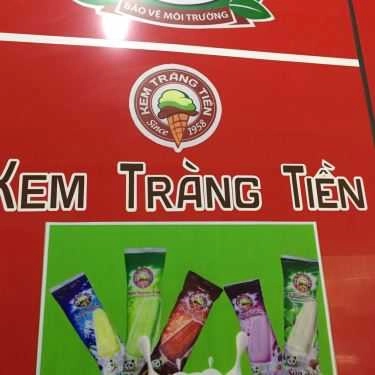 BẢO VỆ MÔI TRƯỜNG
KEM TRÀNG TIỀN
Since 1958
KEM TRÀNG TIỀN